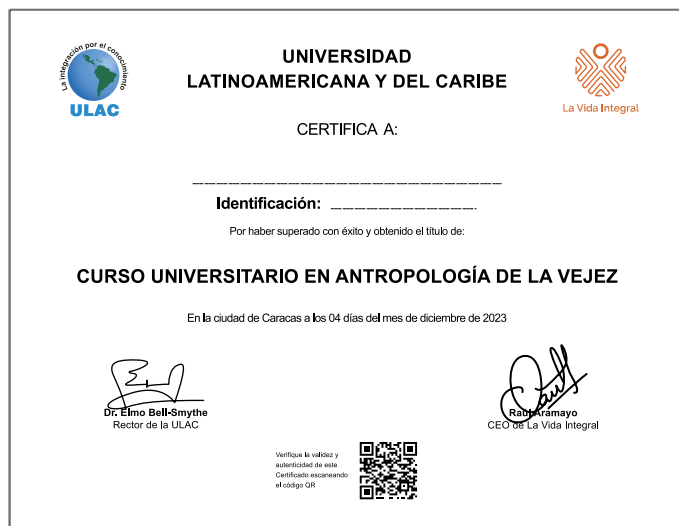 La integración por el conocimiento
ULAC
UNIVERSIDAD
LATINOAMERICANA Y DEL CARIBE
La Vida Integral
CERTIFICA A:
Identificación:
Por haber superado con éxito y obtenido el título de:
CURSO UNIVERSITARIO EN ANTROPOLOGÍA DE LA VEJEZ
En la ciudad de Caracas a los 04 días del mes de diciembre de 2023
Dr. Elmo Bell-Smythe
Rector de la ULAC
Raúl Aramayo
CEO de La Vida Integral
Verifique la validez y
autenticidad de este
Certificado escaneando
el código QR